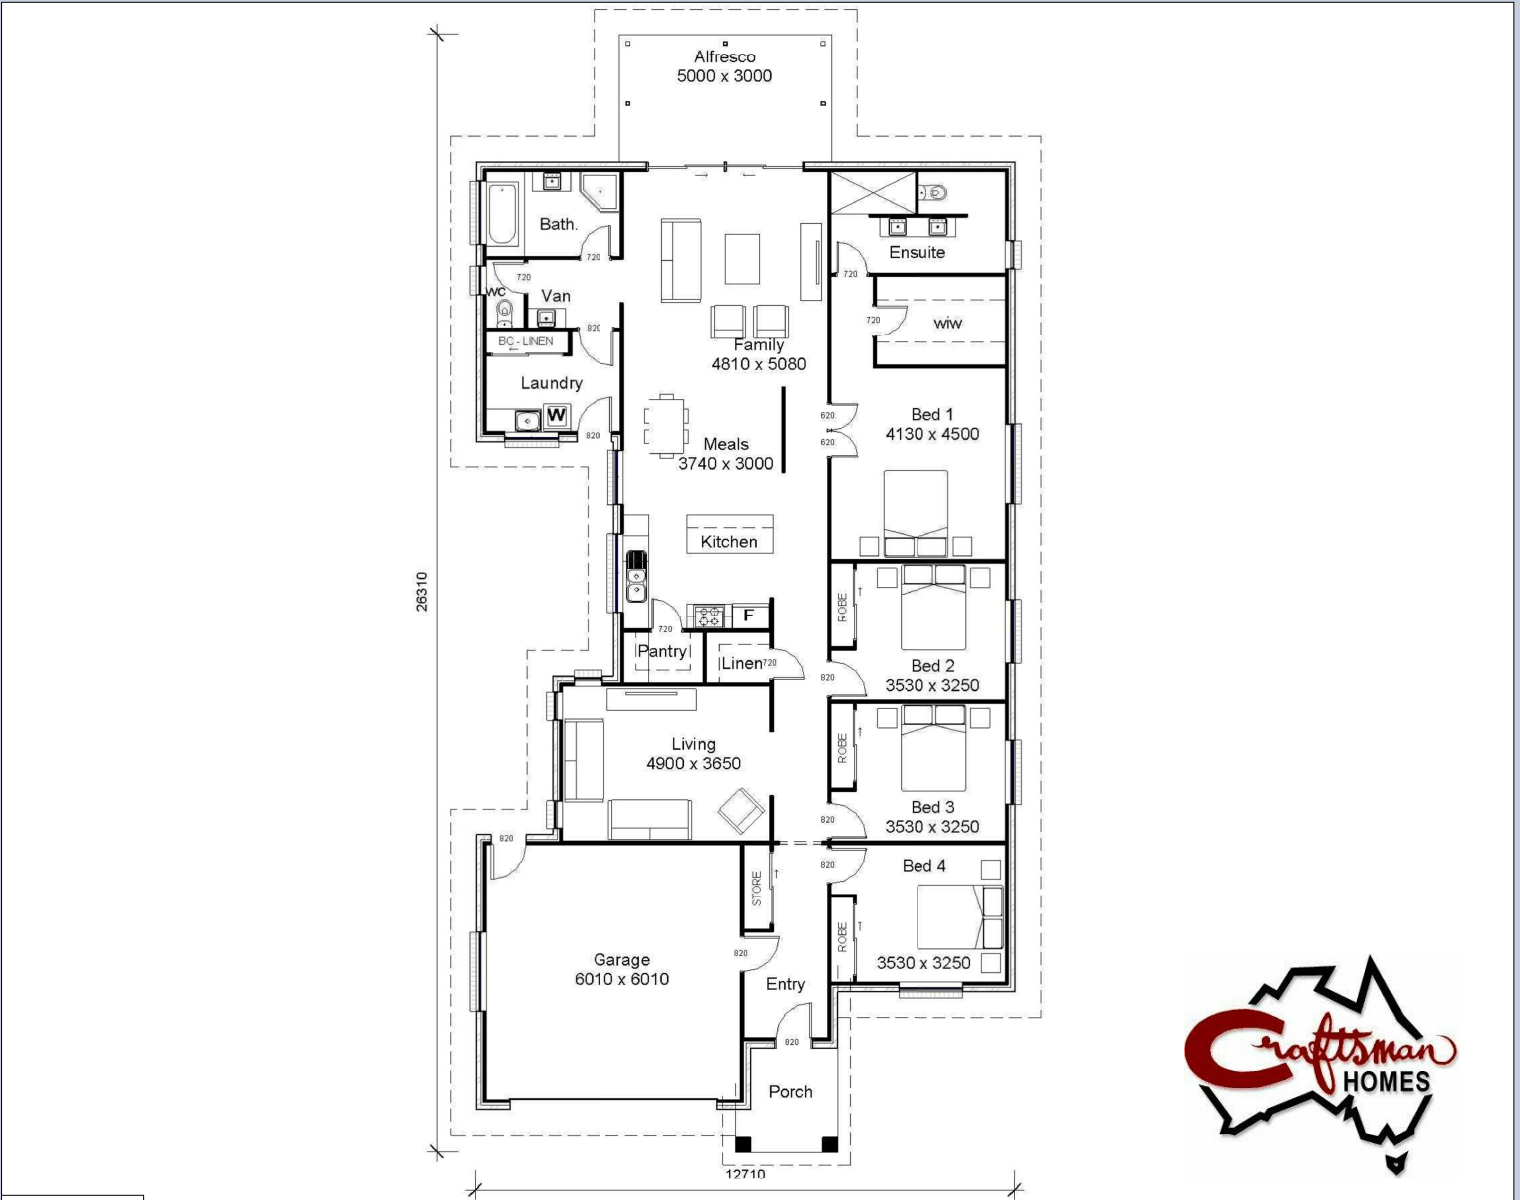 Alfresco
5000 x 3000
Bath.
720
Ensuite
720
720
WC
Van
820
720
wiw
BC - LINEN
Family
4810 x 5080
Laundry
W
820
620
620
Bed 1
4130 x 4500
Meals
3740 x 3000
Kitchen
26310
ROBE
F
720
Pantry
Linen
720
820
Bed 2
3530 x 3250
Living
4900 x 3650
ROBE
820
Bed 3
3530 x 3250
820
820
Bed 4
STORE
ROBE
3530 x 3250
820
Garage
6010 x 6010
Entry
820
Porch
12710
Craftsman
HOMES